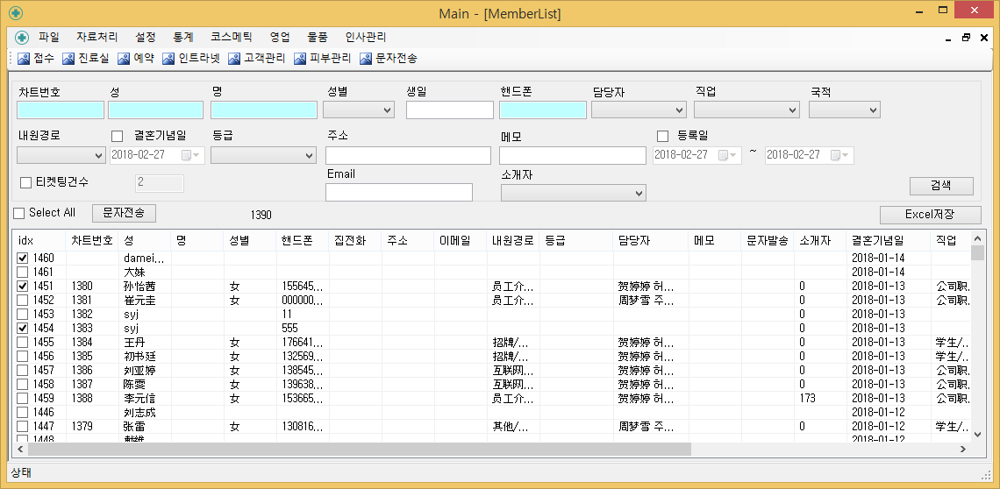 Main - [MemberList]
파일 자료처리 설정 통계 코스메틱 영업 물품 인사관리
접수 진료실 예약 인트라넷 고객관리 피부관리 문자전송
차트번호 성 명 성별 생일 핸드폰 담당자 직업 국적
내원경로 결혼기념일 등급 주소 메모 등록일
2018-02-27 2018-02-27 ~ 2018-02-27
Email 소개자
티켓팅건수 2 검색
Select All 문자전송 1390 Excel저장
idx 차트번호 성 명 성별 핸드폰 집전화 주소 이메일 내원경로 등급 담당자 메모 문자발송 소개자 결혼기념일 직업
1460 damei... 2018-01-14
1461 大妹 2018-01-14
1451 1380 孙怡茜 女 155645... 员工介... 贺婷婷 허... 0 2018-01-13 公司职.
1452 1381 崔元圭 女 000000... 员工介... 周梦雪 주... 0 2018-01-13 公司职.
1453 1382 syj 11 0 2018-01-13
1454 1383 syj 555 0 2018-01-13
1455 1384 王丹 女 176641... 招牌/... 贺婷婷 허... 0 2018-01-13 学生/..
1456 1385 初书廷 女 132569... 招牌/... 贺婷婷 허... 0 2018-01-13 学生/..
1457 1386 刘亚婷 女 138545... 互联网... 贺婷婷 허... 0 2018-01-13 公司职.
1458 1387 陈雯 女 139638... 互联网... 贺婷婷 허... 0 2018-01-13 公司职.
1459 1388 李元信 女 153665... 员工介... 贺婷婷 허... 173 2018-01-13 公司职.
1446 刘志成 2018-01-12
1447 1379 张雷 女 130816... 其他/... 周梦雪 주... 0 2018-01-12 学生/..
1448 2018-01-12
상태